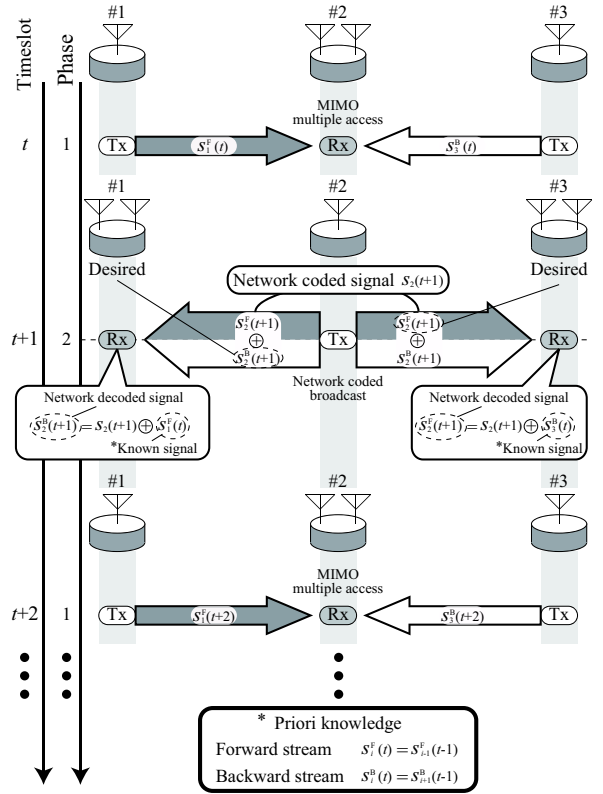 Timeslot
Phase
#1 #2 #3
MIMO
multiple access
t 1 Tx S₁ᶠ(t) Rx S₃ᴮ(t) Tx
#1 #2 #3
Desired Desired
Network coded signal S₂(t+1)
S₂ᶠ(t+1) S₂ᶠ(t+1)
t+1 2 Rx ⊕ Tx ⊕ Rx
S₂ᴮ(t+1) S₂ᴮ(t+1)
Network coded
broadcast
Network decoded signal
S₂ᴮ(t+1)=S₂(t+1)⊕S₁ᶠ(t)
*Known signal
Network decoded signal
S₂ᶠ(t+1)=S₂(t+1)⊕S₃ᴮ(t)
*Known signal
#1 #2 #3
MIMO
multiple access
t+2 1 Tx S₁ᶠ(t+2) Rx S₃ᴮ(t+2) Tx
* Priori knowledge
Forward stream Sᵢᶠ(t)=Sᵢ₋₁ᶠ(t-1)
Backward stream Sᵢᴮ(t)=Sᵢ₊₁ᴮ(t-1)